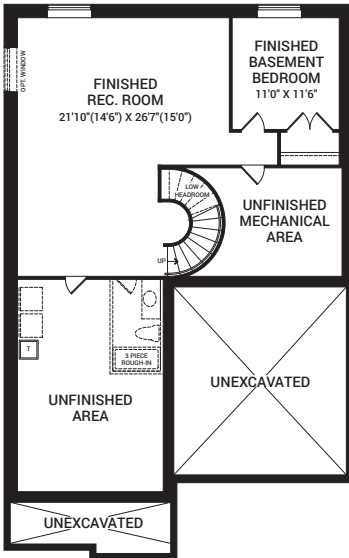 OPT. WINDOW
FINISHED
REC. ROOM
21'10"(14'6") X 26'7"(15'0")
FINISHED
BASEMENT
BEDROOM
11'0" X 11'6"
LOW
HEADROOM
UP
UNFINISHED
MECHANICAL
AREA
T.
3 PIECE
ROUGH-IN
UNFINISHED
AREA
UNEXCAVATED
UNEXCAVATED